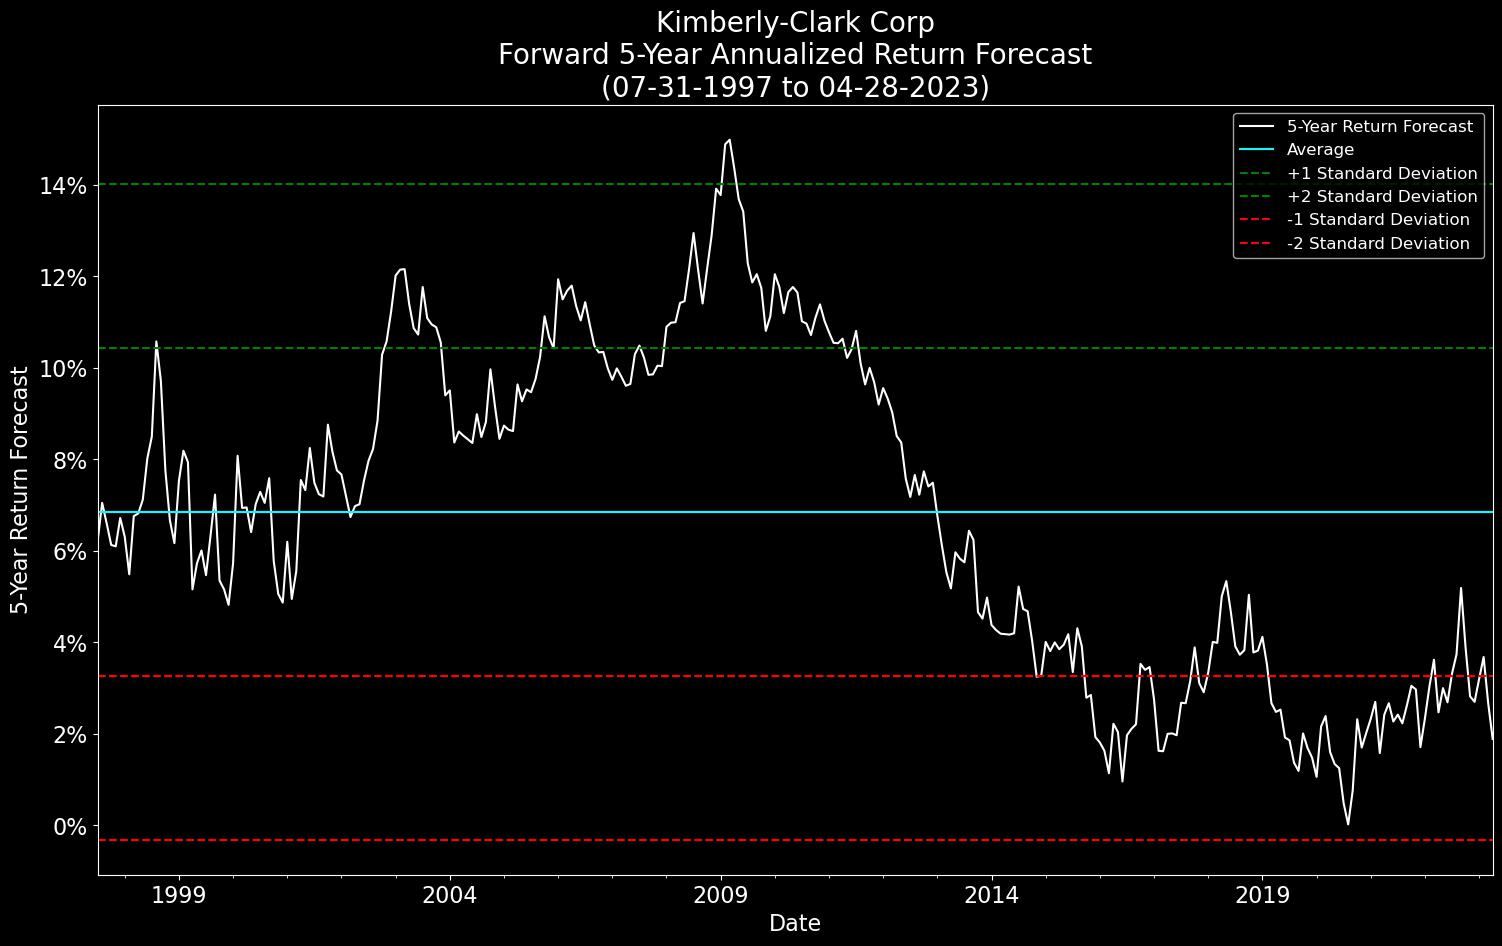 Kimberly-Clark Corp
Forward 5-Year Annualized Return Forecast
(07-31-1997 to 04-28-2023)
5-Year Return Forecast
Average
+1 Standard Deviation
+2 Standard Deviation
-1 Standard Deviation
-2 Standard Deviation
5-Year Return Forecast
14%
12%
10%
8%
6%
4%
2%
0%
1999 2004 2009 2014 2019
Date